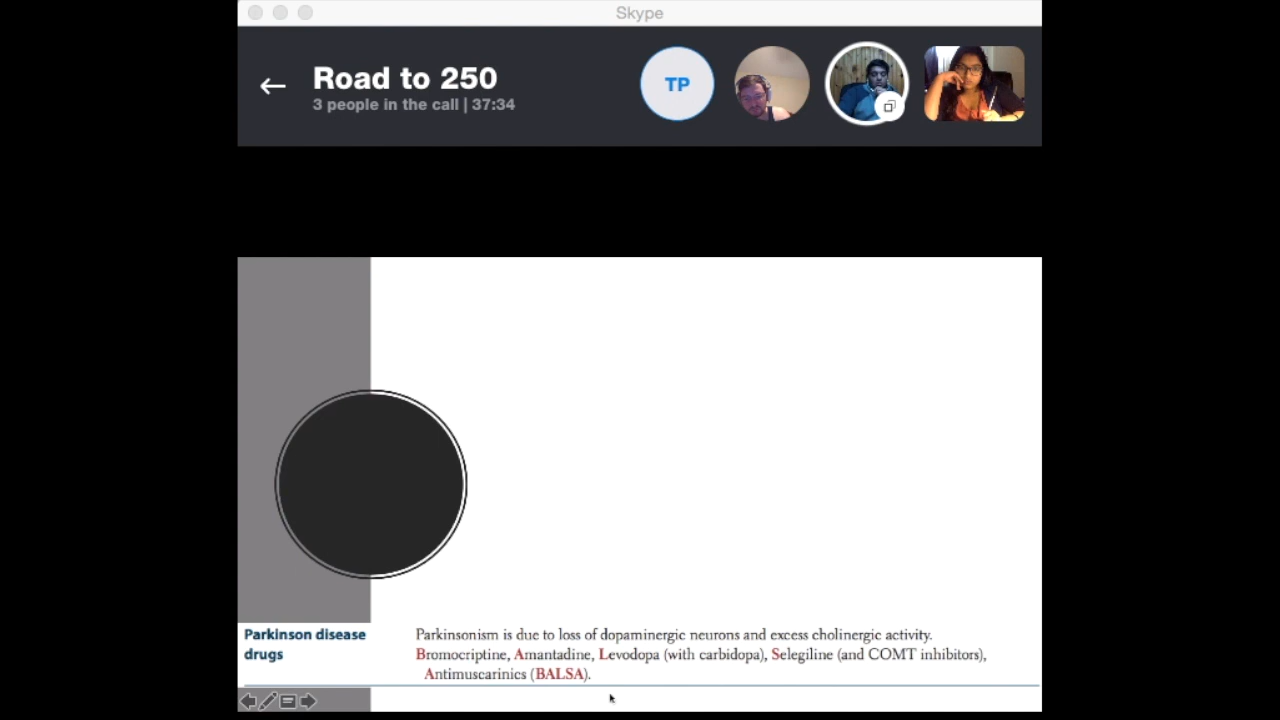 Skype
Road to 250
3 people in the call | 37:34
TP
Parkinson disease
drugs
Parkinsonism is due to loss of dopaminergic neurons and excess cholinergic activity.
Bromocriptine, Amantadine, Levodopa (with carbidopa), Selegiline (and COMT inhibitors),
Antimuscarinics (BALSA).